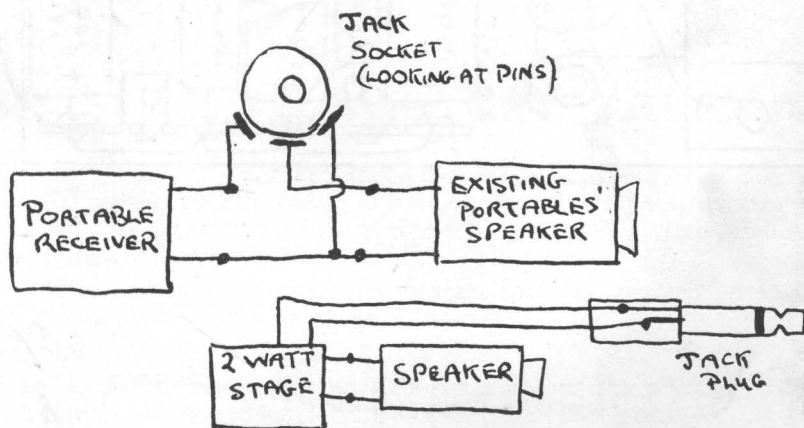 JACK
SOCKET
(LOOKING AT PINS)
PORTABLE
RECEIVER
EXISTING
PORTABLES'
SPEAKER
2 WATT
STAGE
SPEAKER
JACK
PLUG